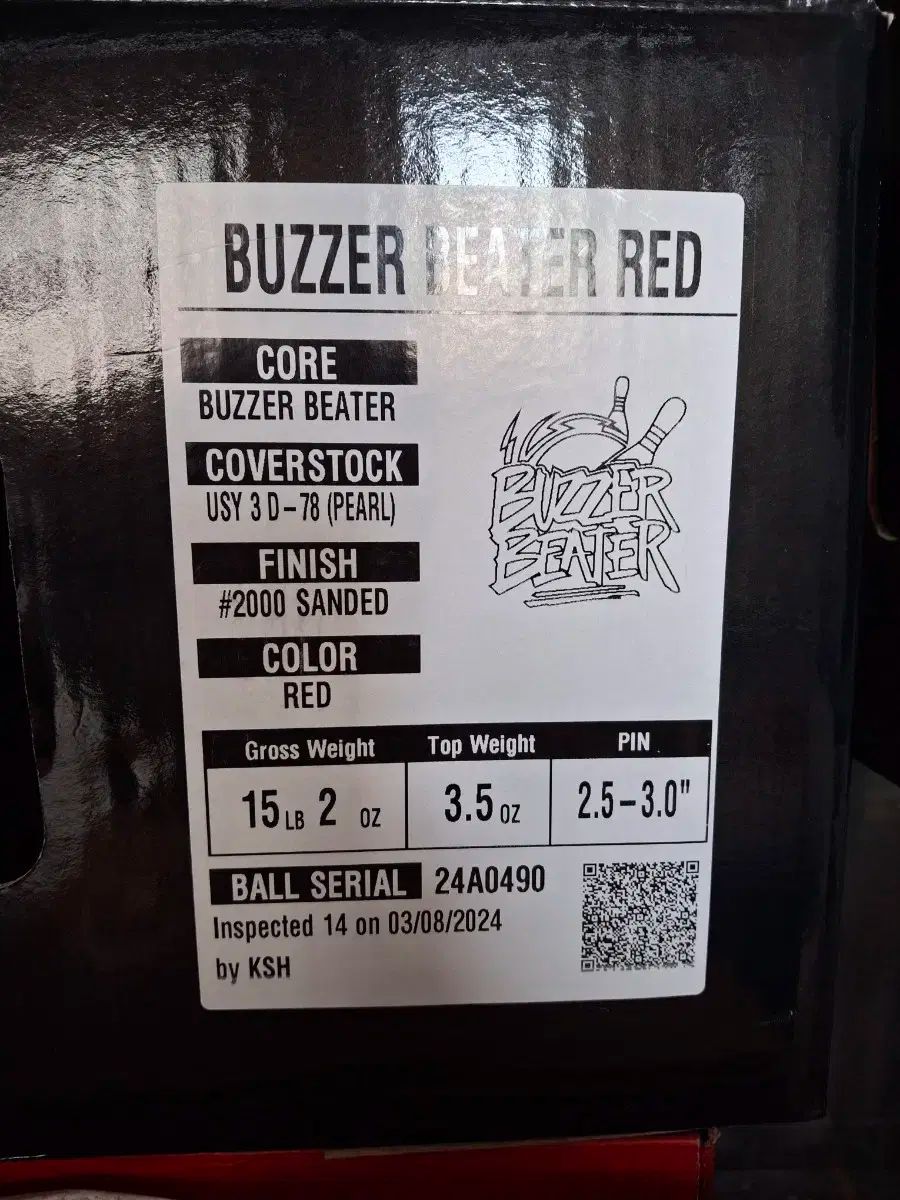 BUZZER BEATER RED
CORE
BUZZER BEATER
COVERSTOCK
USY 3 D-78 (PEARL)
FINISH
#2000 SANDED
COLOR
RED
BUZZER
BEATER
Gross Weight Top Weight PIN
15 LB 2 OZ 3.5 OZ 2.5-3.0"
BALL SERIAL 24A0490
Inspected 14 on 03/08/2024
by KSH